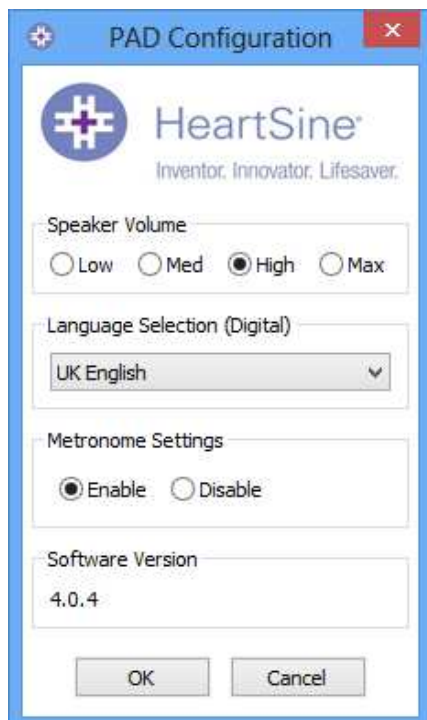 PAD Configuration
HeartSine
Inventor. Innovator. Lifesaver.
Speaker Volume
Low Med High Max
Language Selection (Digital)
UK English
Metronome Settings
Enable Disable
Software Version
4.0.4
OK Cancel